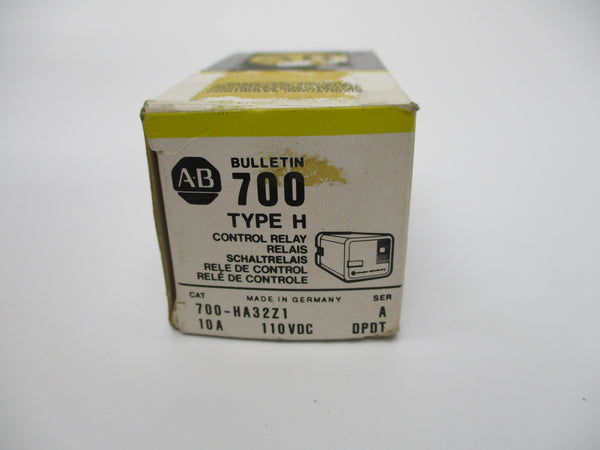 A-B
BULLETIN
700
TYPE H
CONTROL RELAY
RELAIS
SCHALTRELAIS
RELE DE CONTROL
RELÉ DE CONTROLE
CAT MADE IN GERMANY SER
700-HA32Z1 A
10A 110VDC DPDT